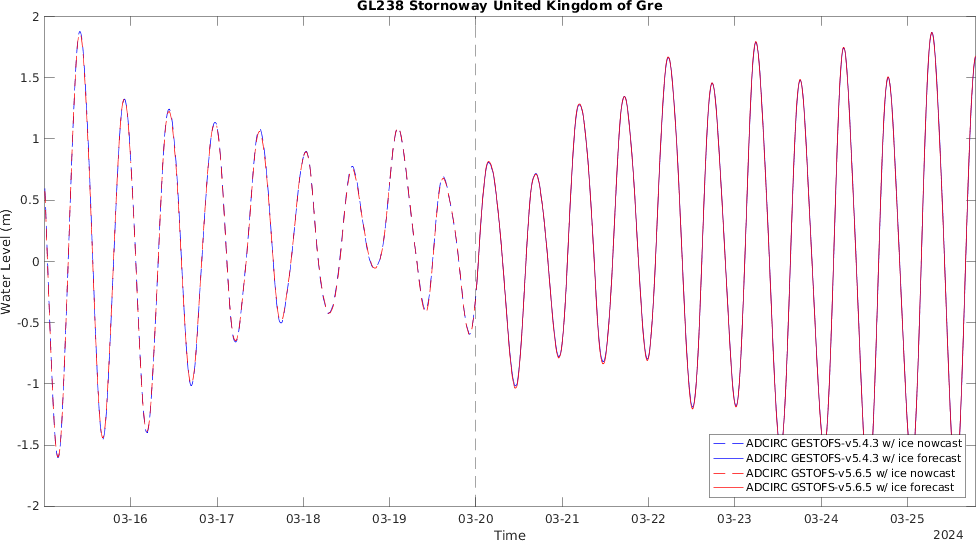 GL238 Stornoway United Kingdom of Gre
Water Level (m)
2
1.5
1
0.5
0
-0.5
-1
-1.5
-2
03-16 03-17 03-18 03-19 03-20 03-21 03-22 03-23 03-24 03-25
Time
2024
ADCIRC GESTOFS-v5.4.3 w/ ice nowcast
ADCIRC GESTOFS-v5.4.3 w/ ice forecast
ADCIRC GSTOFS-v5.6.5 w/ ice nowcast
ADCIRC GSTOFS-v5.6.5 w/ ice forecast